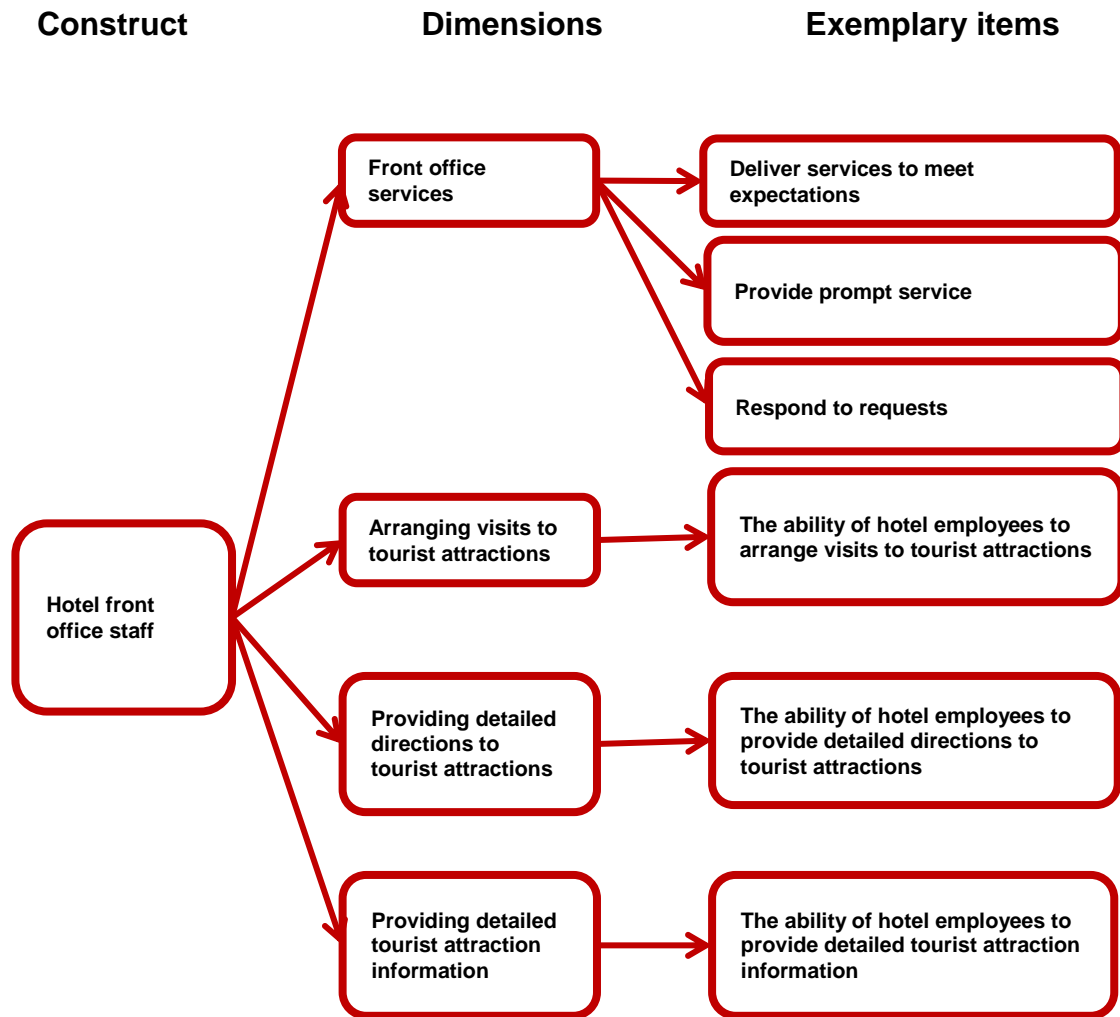 Construct
Dimensions
Exemplary items
Front office
services
Deliver services to meet
expectations
Provide prompt service
Respond to requests
Hotel front
office staff
Arranging visits to
tourist attractions
The ability of hotel employees to
arrange visits to tourist attractions
Providing detailed
directions to
tourist attractions
The ability of hotel employees to
provide detailed directions to
tourist attractions
Providing detailed
tourist attraction
information
The ability of hotel employees to
provide detailed tourist attraction
information